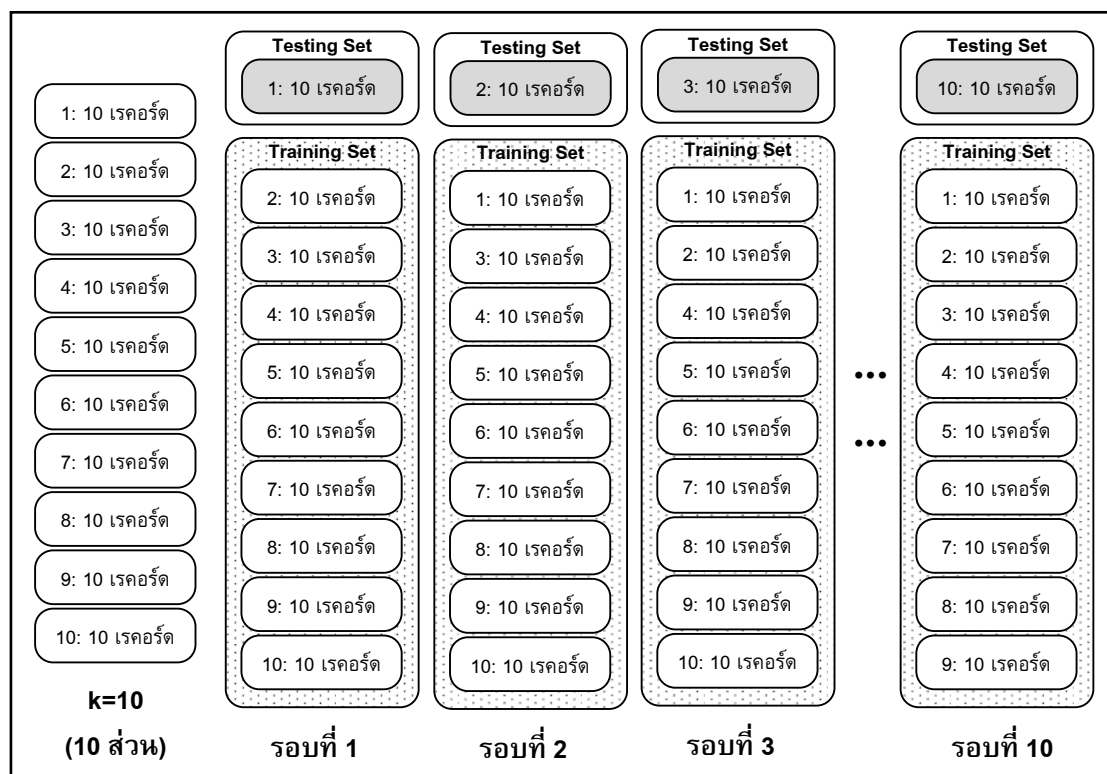 1: 10 เรคอร์ด
2: 10 เรคอร์ด
3: 10 เรคอร์ด
4: 10 เรคอร์ด
5: 10 เรคอร์ด
6: 10 เรคอร์ด
7: 10 เรคอร์ด
8: 10 เรคอร์ด
9: 10 เรคอร์ด
10: 10 เรคอร์ด
k=10
(10 ส่วน)
Testing Set
1: 10 เรคอร์ด
Training Set
2: 10 เรคอร์ด
3: 10 เรคอร์ด
4: 10 เรคอร์ด
5: 10 เรคอร์ด
6: 10 เรคอร์ด
7: 10 เรคอร์ด
8: 10 เรคอร์ด
9: 10 เรคอร์ด
10: 10 เรคอร์ด
รอบที่ 1
Testing Set
2: 10 เรคอร์ด
Training Set
1: 10 เรคอร์ด
3: 10 เรคอร์ด
4: 10 เรคอร์ด
5: 10 เรคอร์ด
6: 10 เรคอร์ด
7: 10 เรคอร์ด
8: 10 เรคอร์ด
9: 10 เรคอร์ด
10: 10 เรคอร์ด
รอบที่ 2
Testing Set
3: 10 เรคอร์ด
Training Set
1: 10 เรคอร์ด
2: 10 เรคอร์ด
4: 10 เรคอร์ด
5: 10 เรคอร์ด
6: 10 เรคอร์ด
7: 10 เรคอร์ด
8: 10 เรคอร์ด
9: 10 เรคอร์ด
10: 10 เรคอร์ด
รอบที่ 3
...
...
Testing Set
10: 10 เรคอร์ด
Training Set
1: 10 เรคอร์ด
2: 10 เรคอร์ด
3: 10 เรคอร์ด
4: 10 เรคอร์ด
5: 10 เรคอร์ด
6: 10 เรคอร์ด
7: 10 เรคอร์ด
8: 10 เรคอร์ด
9: 10 เรคอร์ด
รอบที่ 10